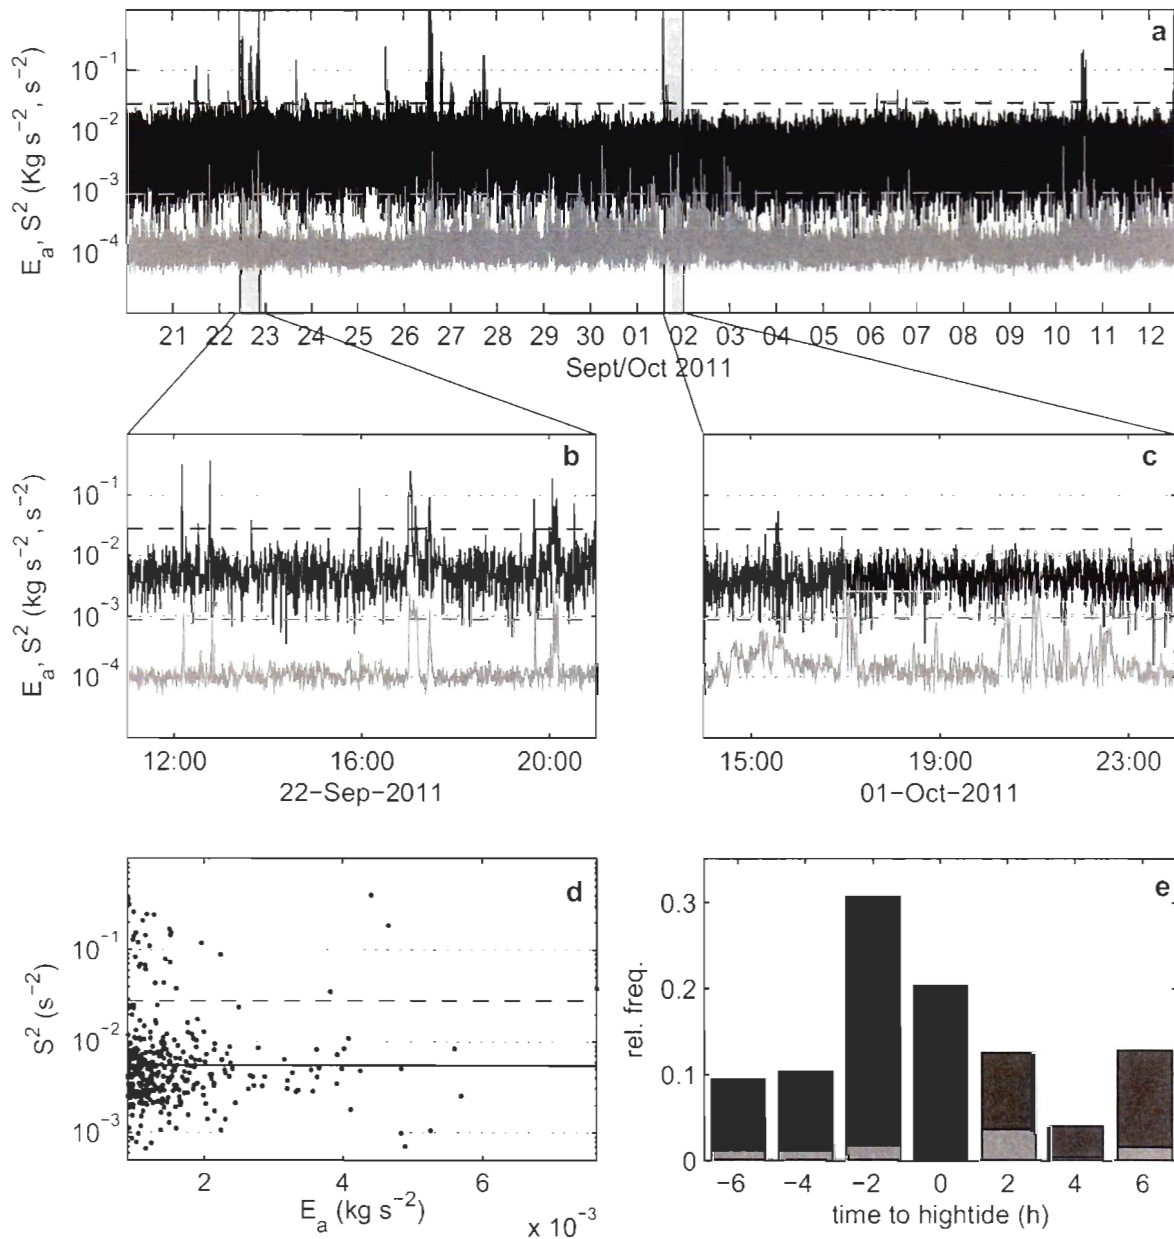 a
E_a, S^2 (Kg s^-2, s^-2)
10^-1
10^-2
10^-3
10^-4
21 22 23 24 25 26 27 28 29 30 01 02 03 04 05 06 07 08 09 10 11 12
Sept/Oct 2011
b
E_a, S^2 (kg s^-2, s^-2)
10^-1
10^-2
10^-3
10^-4
12:00 16:00 20:00
22-Sep-2011
c
15:00 19:00 23:00
01-Oct-2011
d
S^2 (s^-2)
10^-1
10^-2
10^-3
2 4 6
E_a (kg s^-2)
x 10^-3
e
rel. freq.
0.3
0.2
0.1
0
-6 -4 -2 0 2 4 6
time to hightide (h)